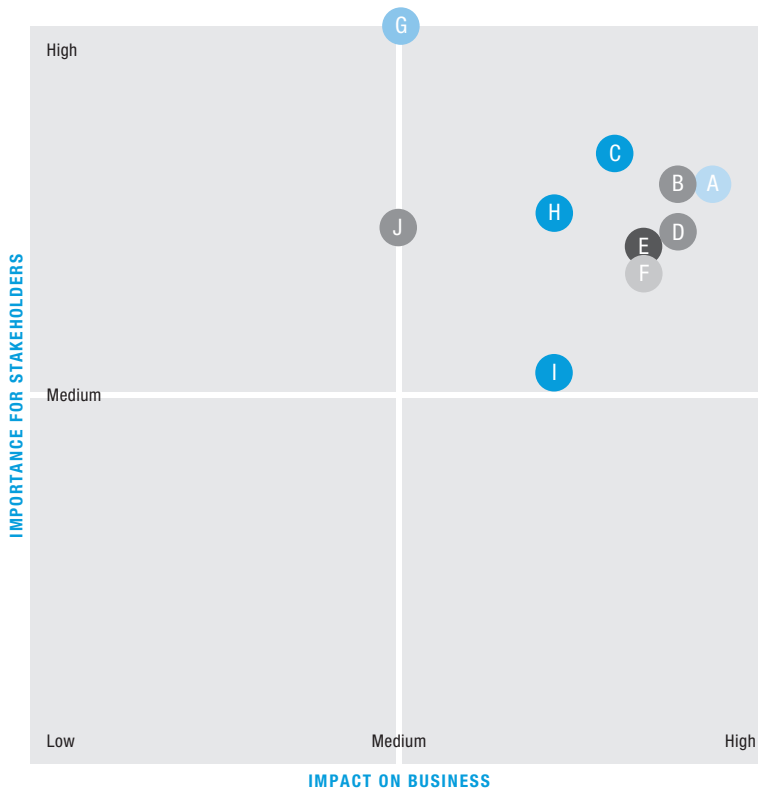 G
High
C
B
A
H
J
D
E
F
IMPORTANCE FOR STAKEHOLDERS
I
Medium
Low
Medium
High
IMPACT ON BUSINESS